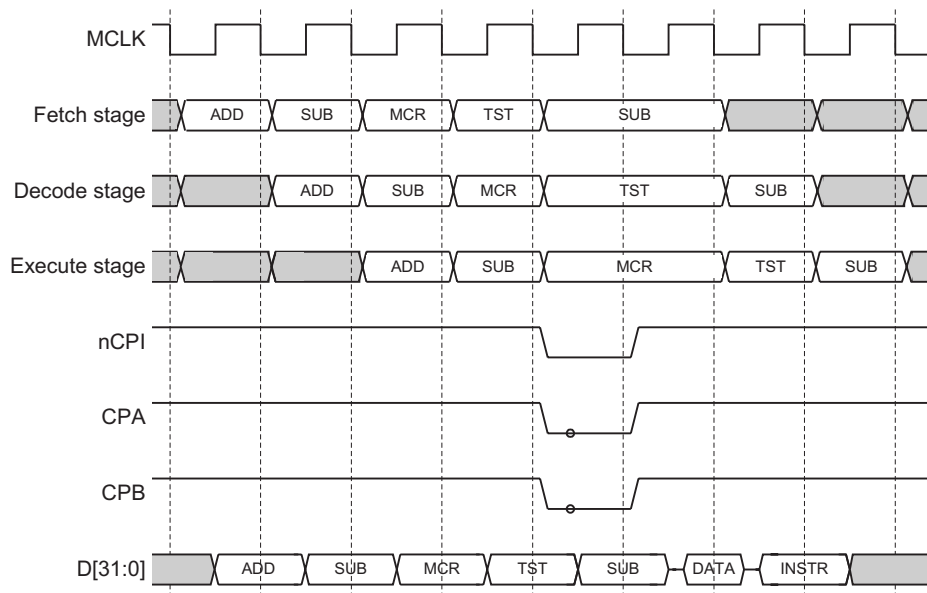 MCLK
Fetch stage ADD SUB MCR TST SUB
Decode stage ADD SUB MCR TST SUB
Execute stage ADD SUB MCR TST SUB
nCPI
CPA
CPB
D[31:0] ADD SUB MCR TST SUB DATA INSTR